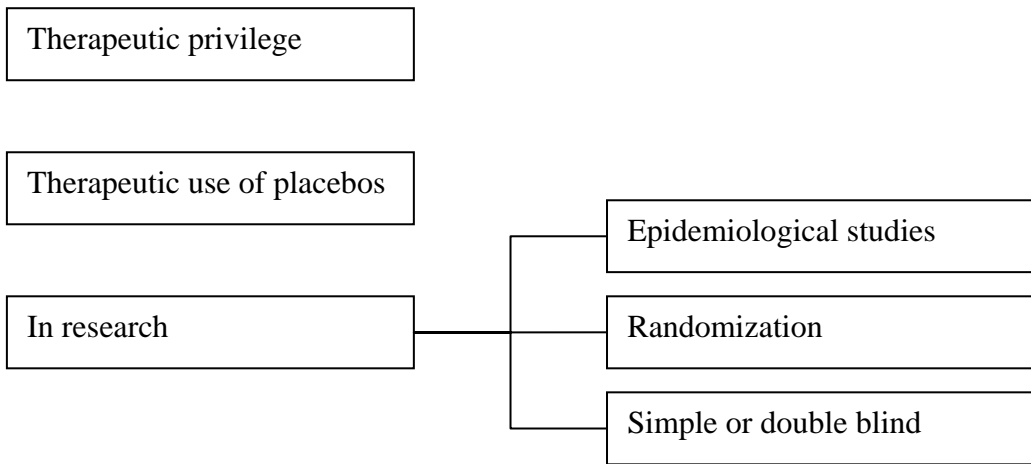 Therapeutic privilege
Therapeutic use of placebos
In research
Epidemiological studies
Randomization
Simple or double blind